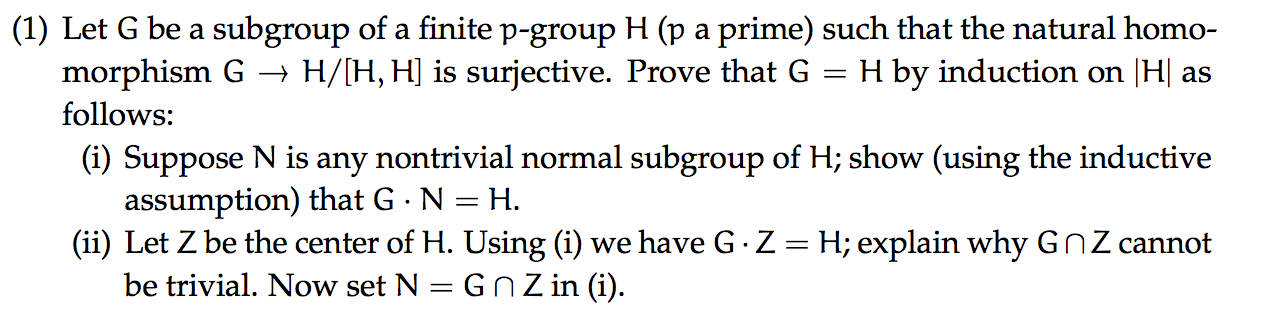 (1) Let G be a subgroup of a finite p-group H (p a prime) such that the natural homo-
morphism G → H/[H, H] is surjective. Prove that G = H by induction on |H| as
follows:
(i) Suppose N is any nontrivial normal subgroup of H; show (using the inductive
assumption) that G · N = H.
(ii) Let Z be the center of H. Using (i) we have G · Z = H; explain why G ∩ Z cannot
be trivial. Now set N = G ∩ Z in (i).